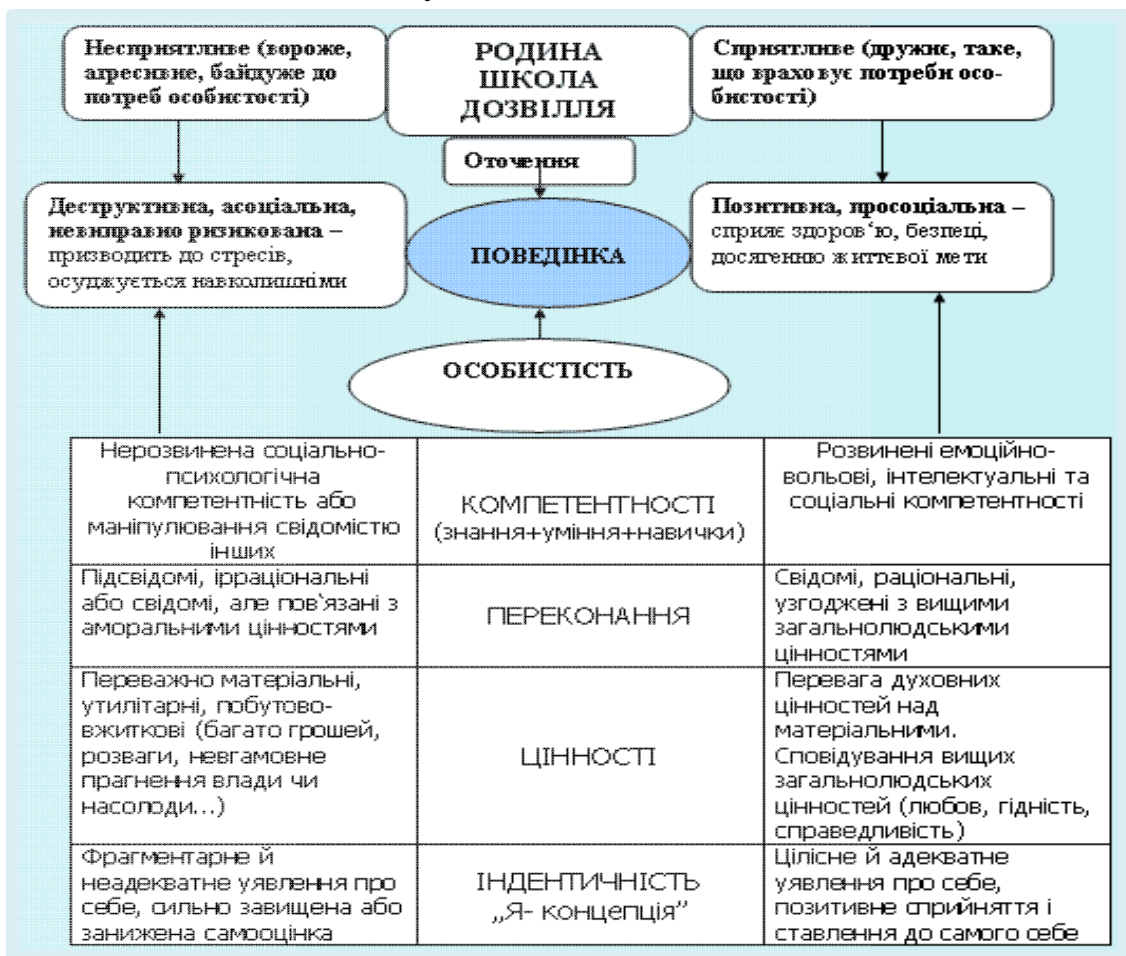 Несприятливе (вороже,
агресивне, байдуже до
потреб особистості)
РОДИНА
ШКОЛА
ДОЗВІЛЛЯ
Сприятливе (дружнє, таке,
що враховує потреби осо-
бистості)
Оточення
Деструктивна, асоціальна,
невиправно ризикована –
призводить до стресів,
осуджується навколишніми
ПОВЕДІНКА
Позитивна, просоціальна –
сприяє здоров‘ю, безпеці,
досягенню життєвої мети
ОСОБИСТІСТЬ
Нерозвинена соціально-
психологічна
компетентність або
маніпулювання свідомістю
інших
КОМПЕТЕНТНОСТІ
(знання+уміння+навички)
Розвинені емоційно-
вольові, інтелектуальні та
соціальні компетентності
Підсвідомі, ірраціональні
або свідомі, але пов‘язані з
аморальними цінностями
ПЕРЕКОНАННЯ
Свідомі, раціональні,
узгоджені з вищими
загальнолюдськими
цінностями
Переважно матеріальні,
утилітарні, побутово-
вжиткові (багато грошей,
розваги, невгамовне
прагнення влади чи
насолоди...)
ЦІННОСТІ
Перевага духовних
цінностей над
матеріальними.
Сповідування вищих
загальнолюдських
цінностей (любов, гідність,
справедливість)
Фрагментарне й
неадекватне уявлення про
себе, сильно завищена або
занижена самооцінка
ІНДЕНТИЧНІСТЬ
„Я- концепція”
Цілісне й адекватне
уявлення про себе,
позитивне сприйняття і
ставлення до самого себе